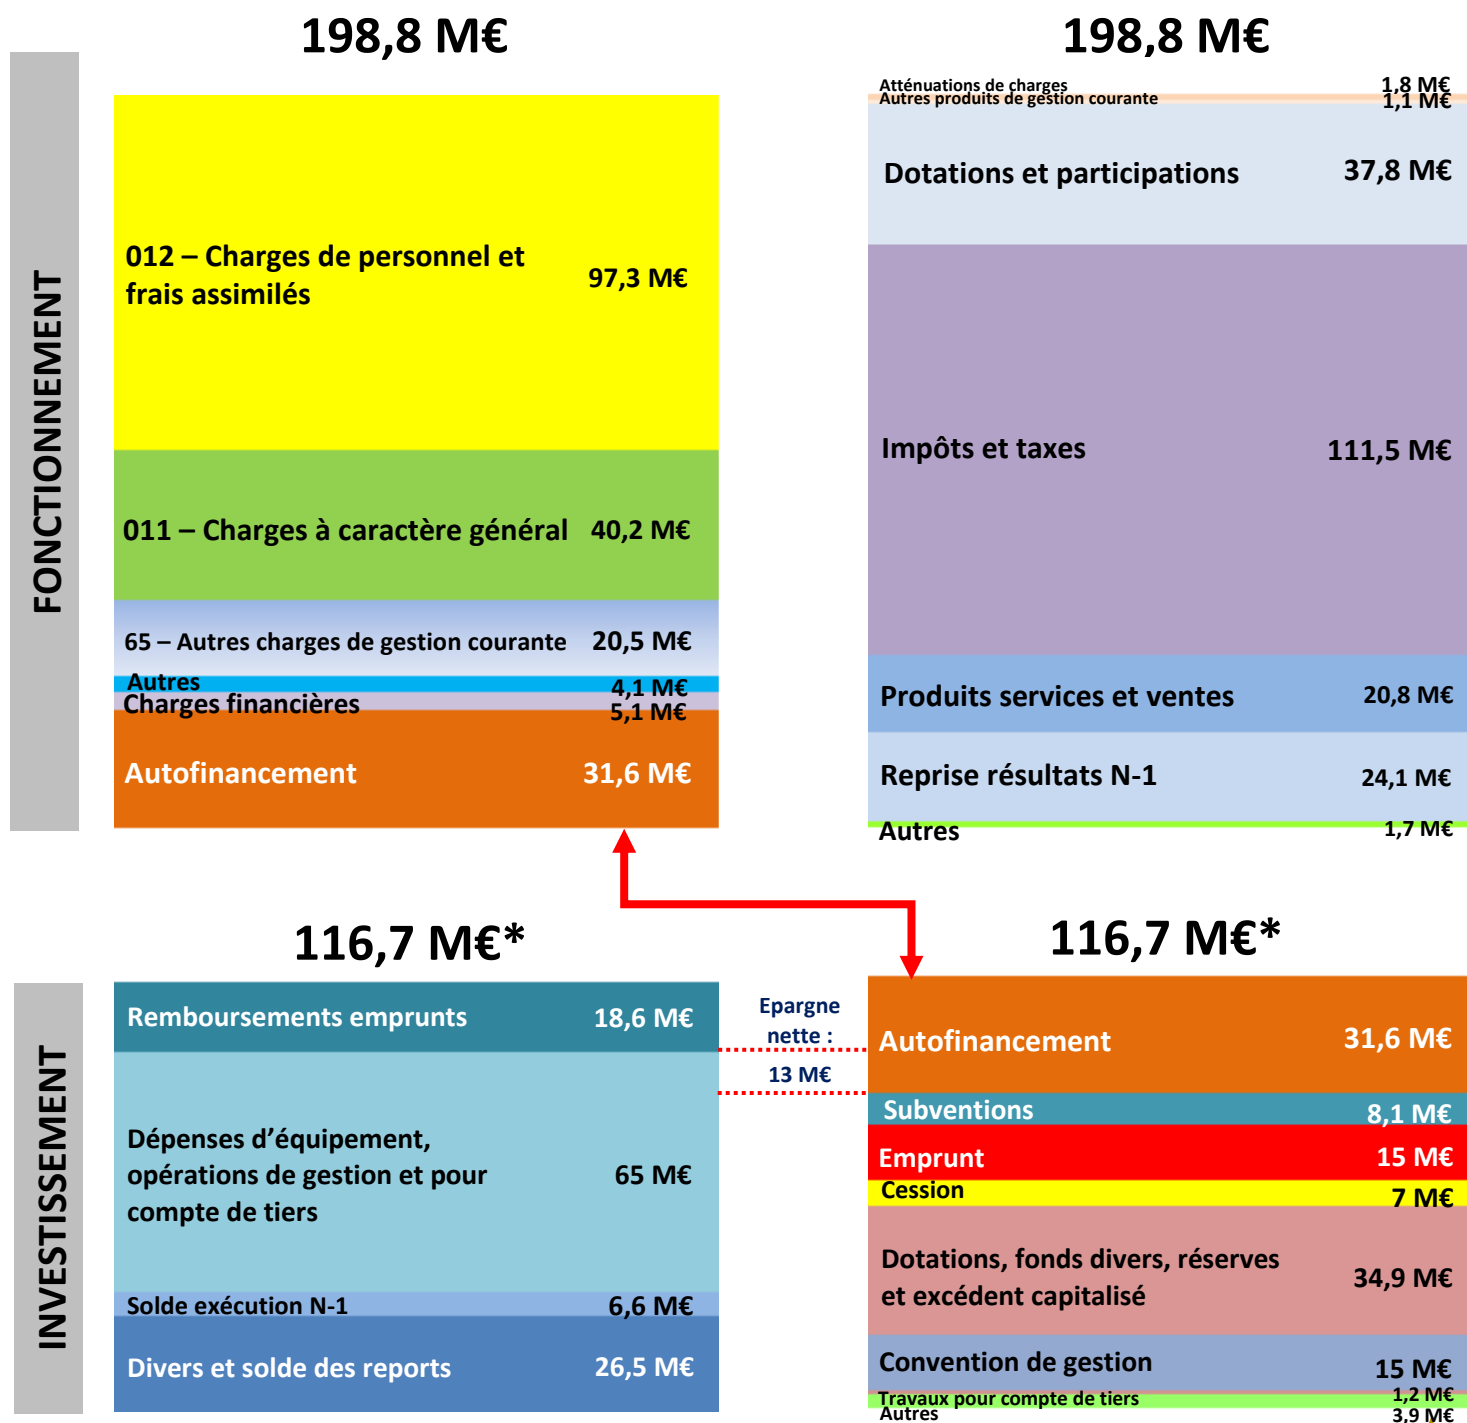 198,8 M€
198,8 M€
FONCTIONNEMENT
012 – Charges de personnel et
frais assimilés
97,3 M€
011 – Charges à caractère général 40,2 M€
65 – Autres charges de gestion courante 20,5 M€
Autres 4,1 M€
Charges financières 5,1 M€
Autofinancement 31,6 M€
Atténuations de charges 1,8 M€
Autres produits de gestion courante 1,1 M€
Dotations et participations 37,8 M€
Impôts et taxes 111,5 M€
Produits services et ventes 20,8 M€
Reprise résultats N-1 24,1 M€
Autres 1,7 M€
116,7 M€*
116,7 M€*
INVESTISSEMENT
Remboursements emprunts 18,6 M€
Dépenses d’équipement,
opérations de gestion et pour
compte de tiers
65 M€
Solde exécution N-1 6,6 M€
Divers et solde des reports 26,5 M€
Epargne
nette :
13 M€
Autofinancement 31,6 M€
Subventions 8,1 M€
Emprunt 15 M€
Cession 7 M€
Dotations, fonds divers, réserves
et excédent capitalisé
34,9 M€
Convention de gestion 15 M€
Travaux pour compte de tiers 1,2 M€
Autres 3,9 M€